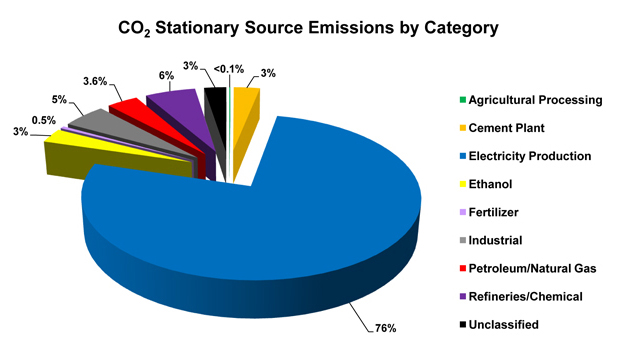 CO₂ Stationary Source Emissions by Category
3%
<0.1%
3%
6%
3.6%
5%
0.5%
3%
76%
Agricultural Processing
Cement Plant
Electricity Production
Ethanol
Fertilizer
Industrial
Petroleum/Natural Gas
Refineries/Chemical
Unclassified